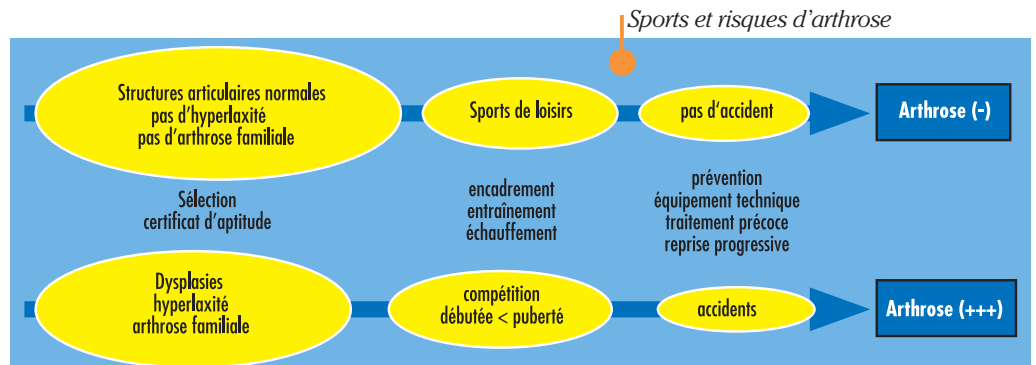 Sports et risques d'arthrose
Structures articulaires normales
pas d'hyperlaxité
pas d'arthrose familiale
Sports de loisirs
pas d'accident
Arthrose (-)
Sélection
certificat d'aptitude
encadrement
entraînement
échauffement
prévention
équipement technique
traitement précoce
reprise progressive
Dysplasies
hyperlaxité
arthrose familiale
compétition
débutée < puberté
accidents
Arthrose (+++)